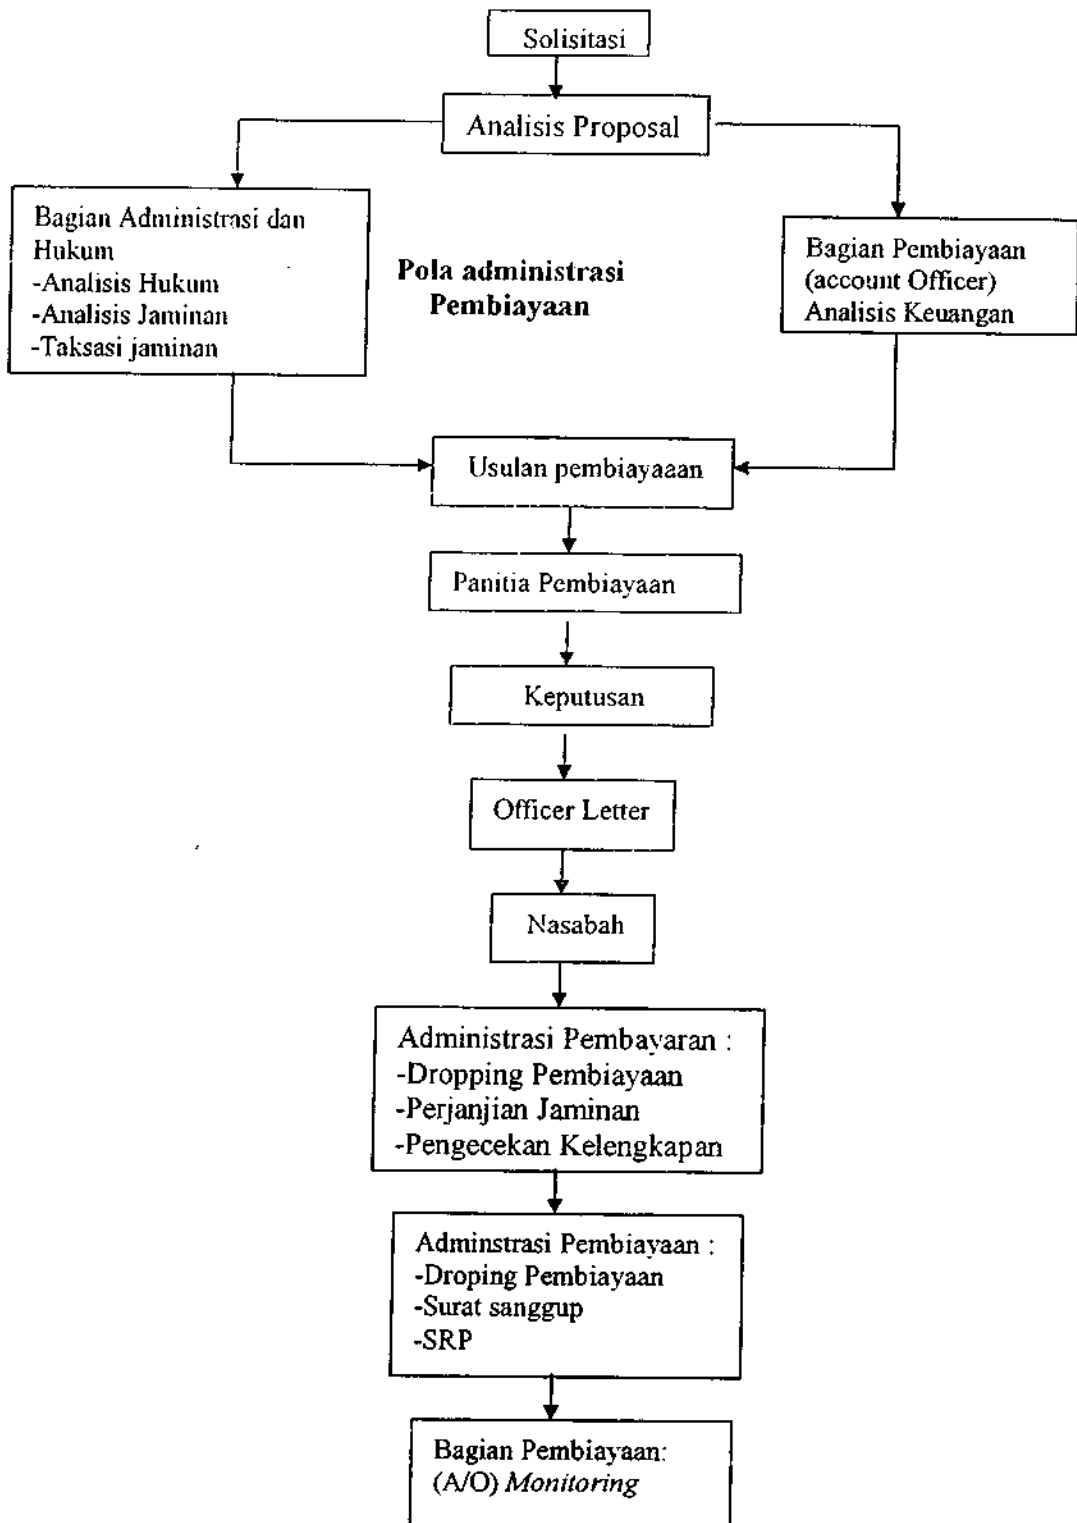 Solisitasi
Analisis Proposal
Bagian Administrasi dan
Hukum
-Analisis Hukum
-Analisis Jaminan
-Taksasi jaminan
Pola administrasi
Pembiayaan
Bagian Pembiayaan
(account Officer)
Analisis Keuangan
Usulan pembiayaaan
Panitia Pembiayaan
Keputusan
Officer Letter
Nasabah
Administrasi Pembayaran :
-Dropping Pembiayaan
-Perjanjian Jaminan
-Pengecekan Kelengkapan
Adminstrasi Pembiayaan :
-Droping Pembiayaan
-Surat sanggup
-SRP
Bagian Pembiayaan:
(A/O) Monitoring